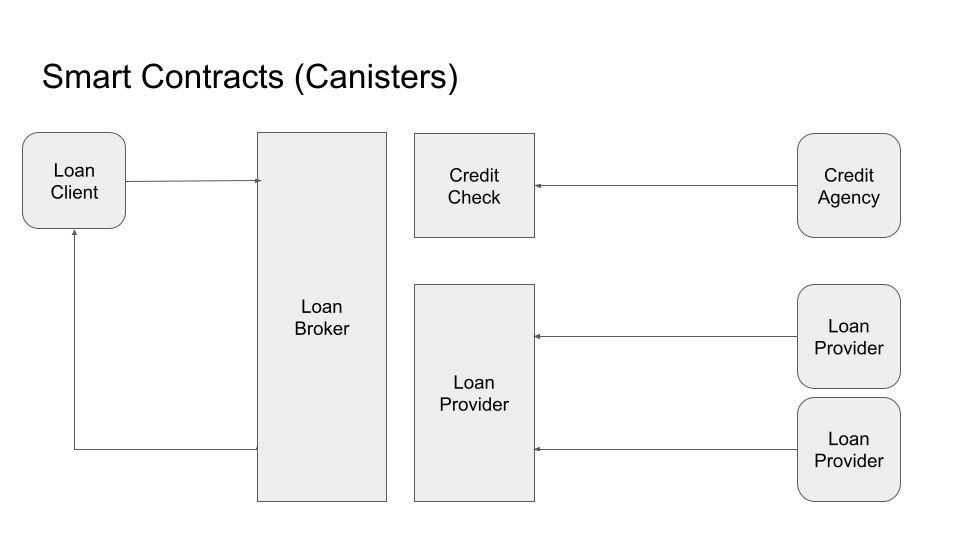 Smart Contracts (Canisters)
Loan
Client
Loan
Broker
Credit
Check
Credit
Agency
Loan
Provider
Loan
Provider
Loan
Provider